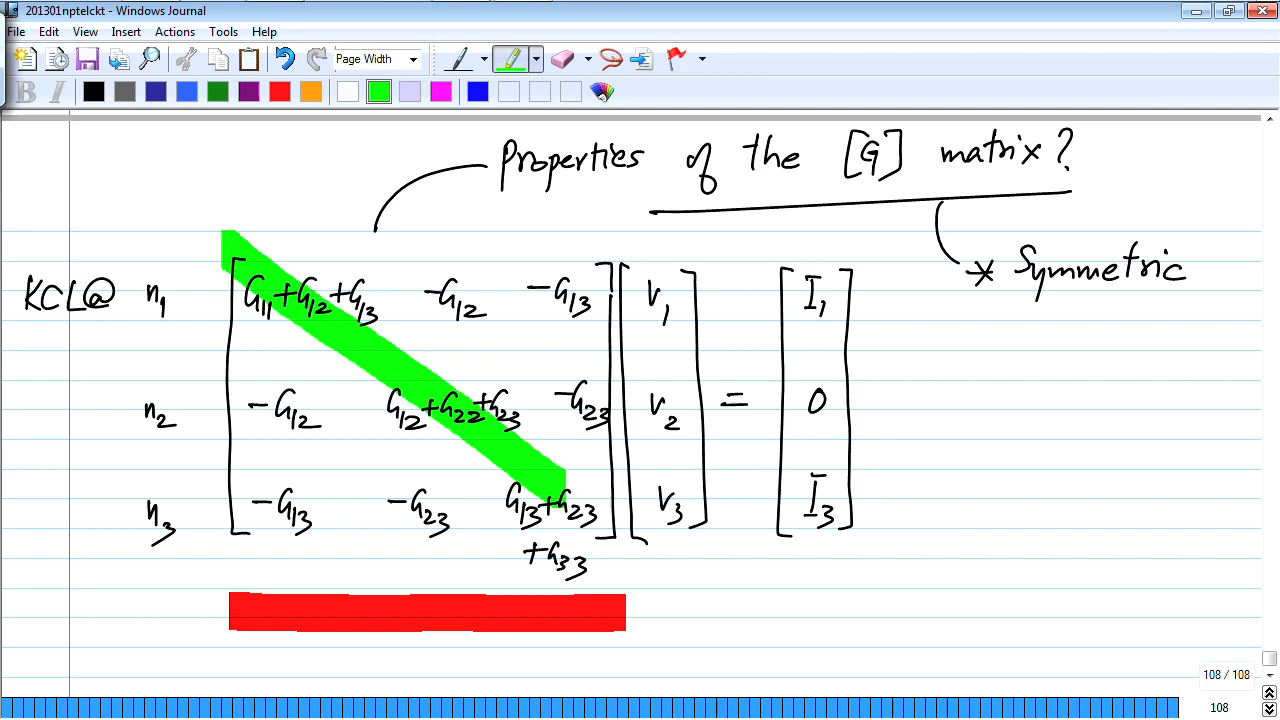 201301nptelckt - Windows Journal
File Edit View Insert Actions Tools Help
Page Width
B I
Properties of the [G] matrix?
* Symmetric
KCL@ n1 G11+G12+G13 -G12 -G13 V1 I1
n2 -G12 G12+G22+G23 -G23 V2 = 0
n3 -G13 -G23 G13+G23 V3 I3
+G33
108 / 108
108